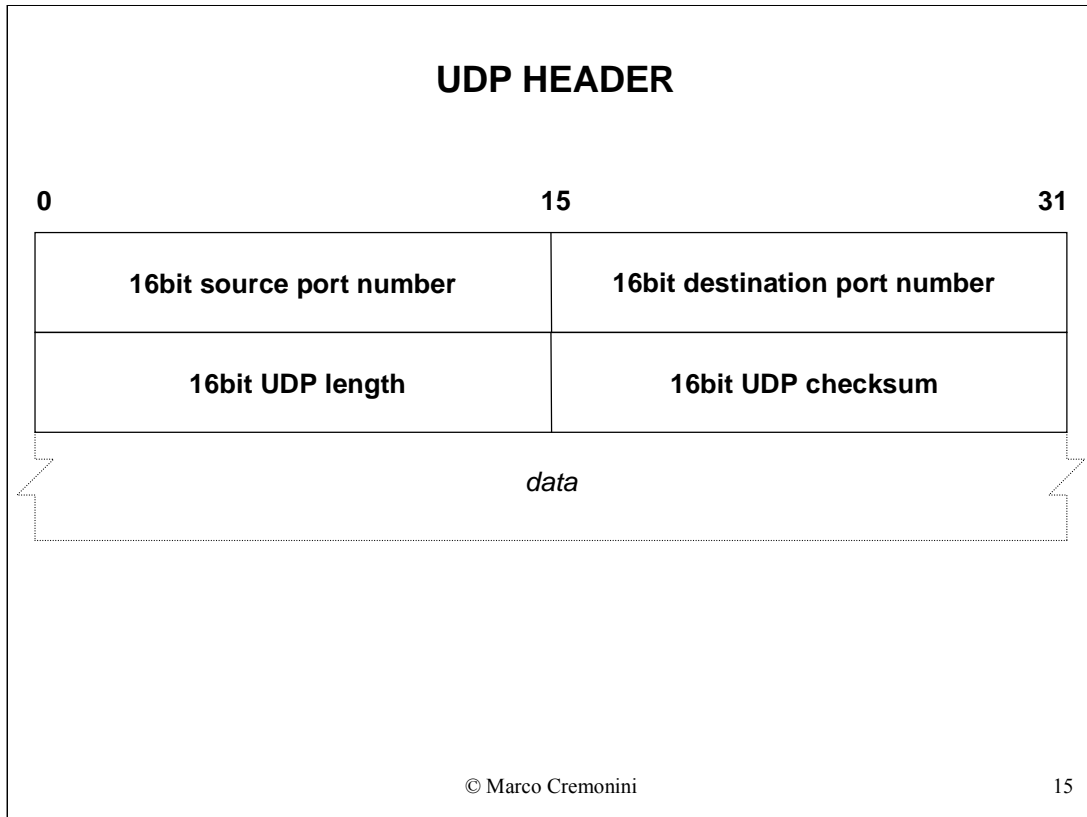 UDP HEADER
0 15 31
16bit source port number 16bit destination port number
16bit UDP length 16bit UDP checksum
data
© Marco Cremonini 15